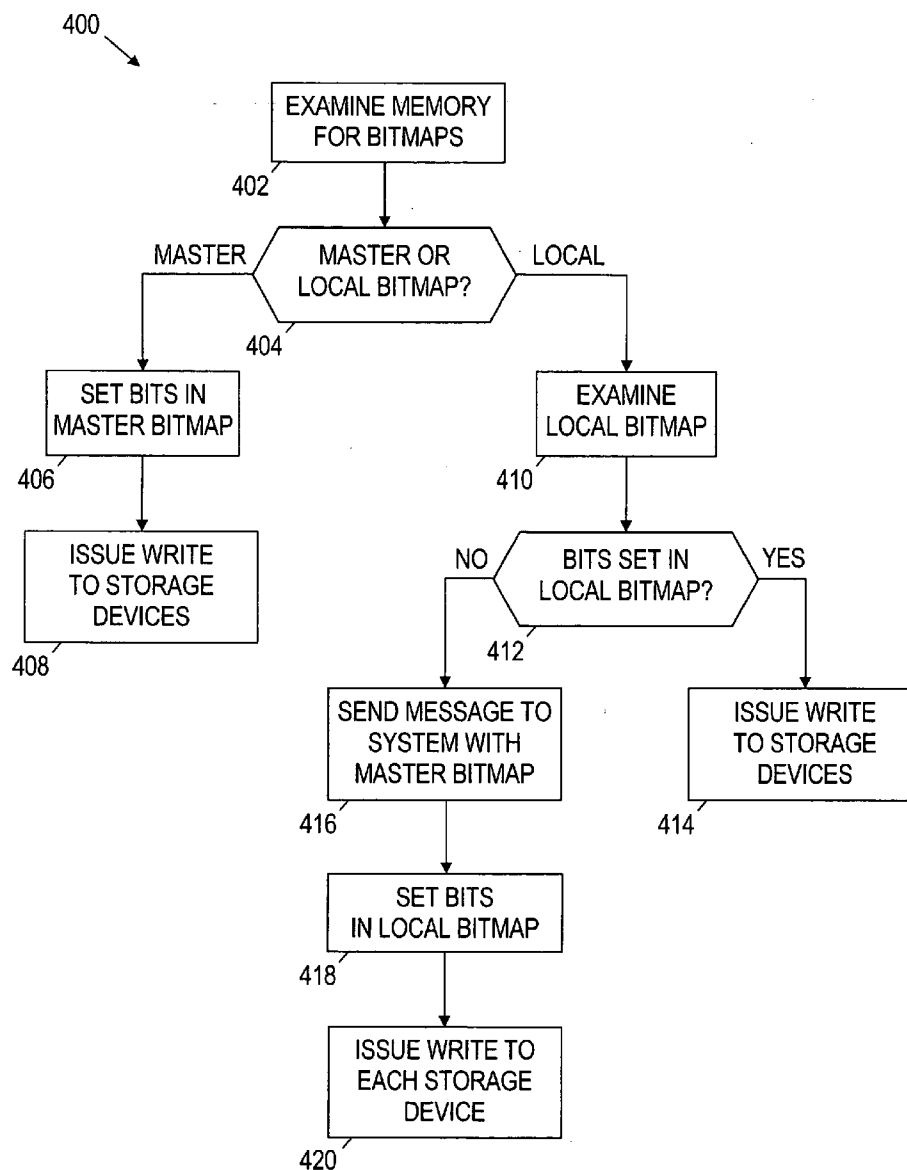 400
EXAMINE MEMORY
FOR BITMAPS
402
MASTER
MASTER OR
LOCAL BITMAP?
LOCAL
404
SET BITS IN
MASTER BITMAP
406
EXAMINE
LOCAL BITMAP
410
ISSUE WRITE
TO STORAGE
DEVICES
408
NO
BITS SET IN
LOCAL BITMAP?
YES
412
SEND MESSAGE TO
SYSTEM WITH
MASTER BITMAP
416
ISSUE WRITE
TO STORAGE
DEVICES
414
SET BITS
IN LOCAL BITMAP
418
ISSUE WRITE TO
EACH STORAGE
DEVICE
420